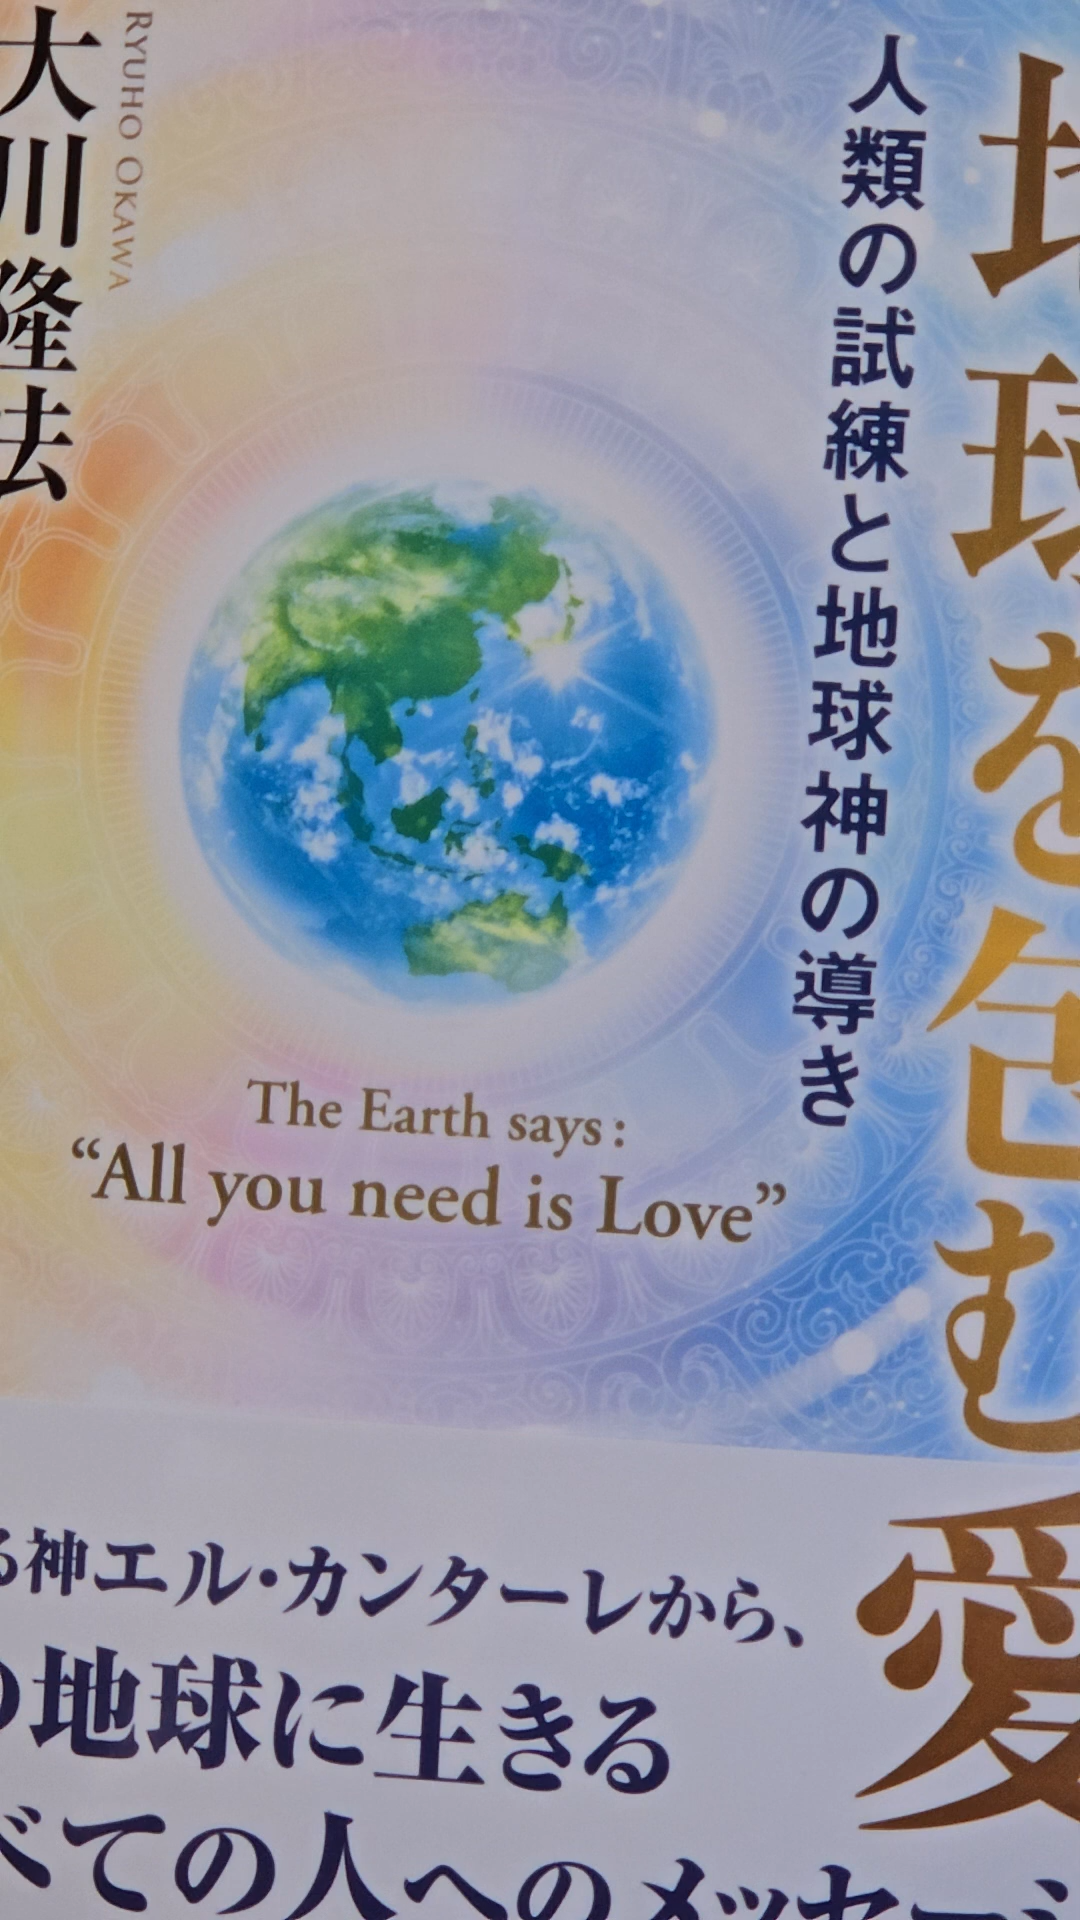 地球を包む愛
人類の試練と地球神の導き
大川隆法
RYUHO OKAWA
The Earth says:
“All you need is Love”
る神エル・カンターレから、
の地球に生きる
べての人へのメッセージ